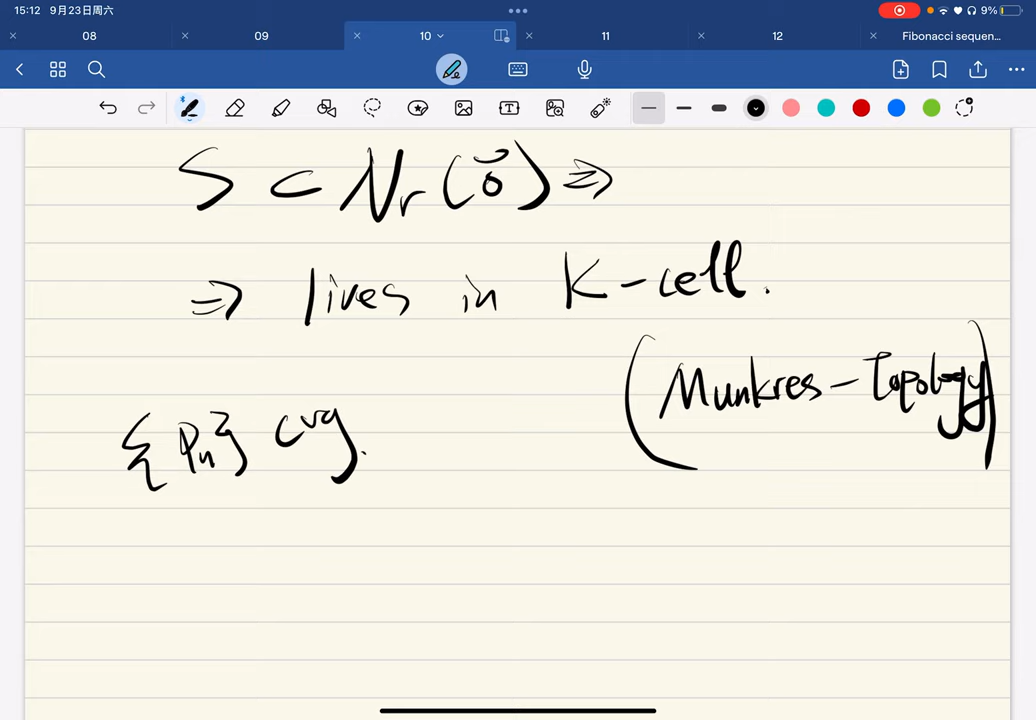 15:12 9月23日周六 9%
08 09 10 11 12 Fibonacci sequen...
S ⊂ Nr(0⃗) ⇒
⇒ lives in K-cell.
(Munkres - Topology)
{Pn} cvg.